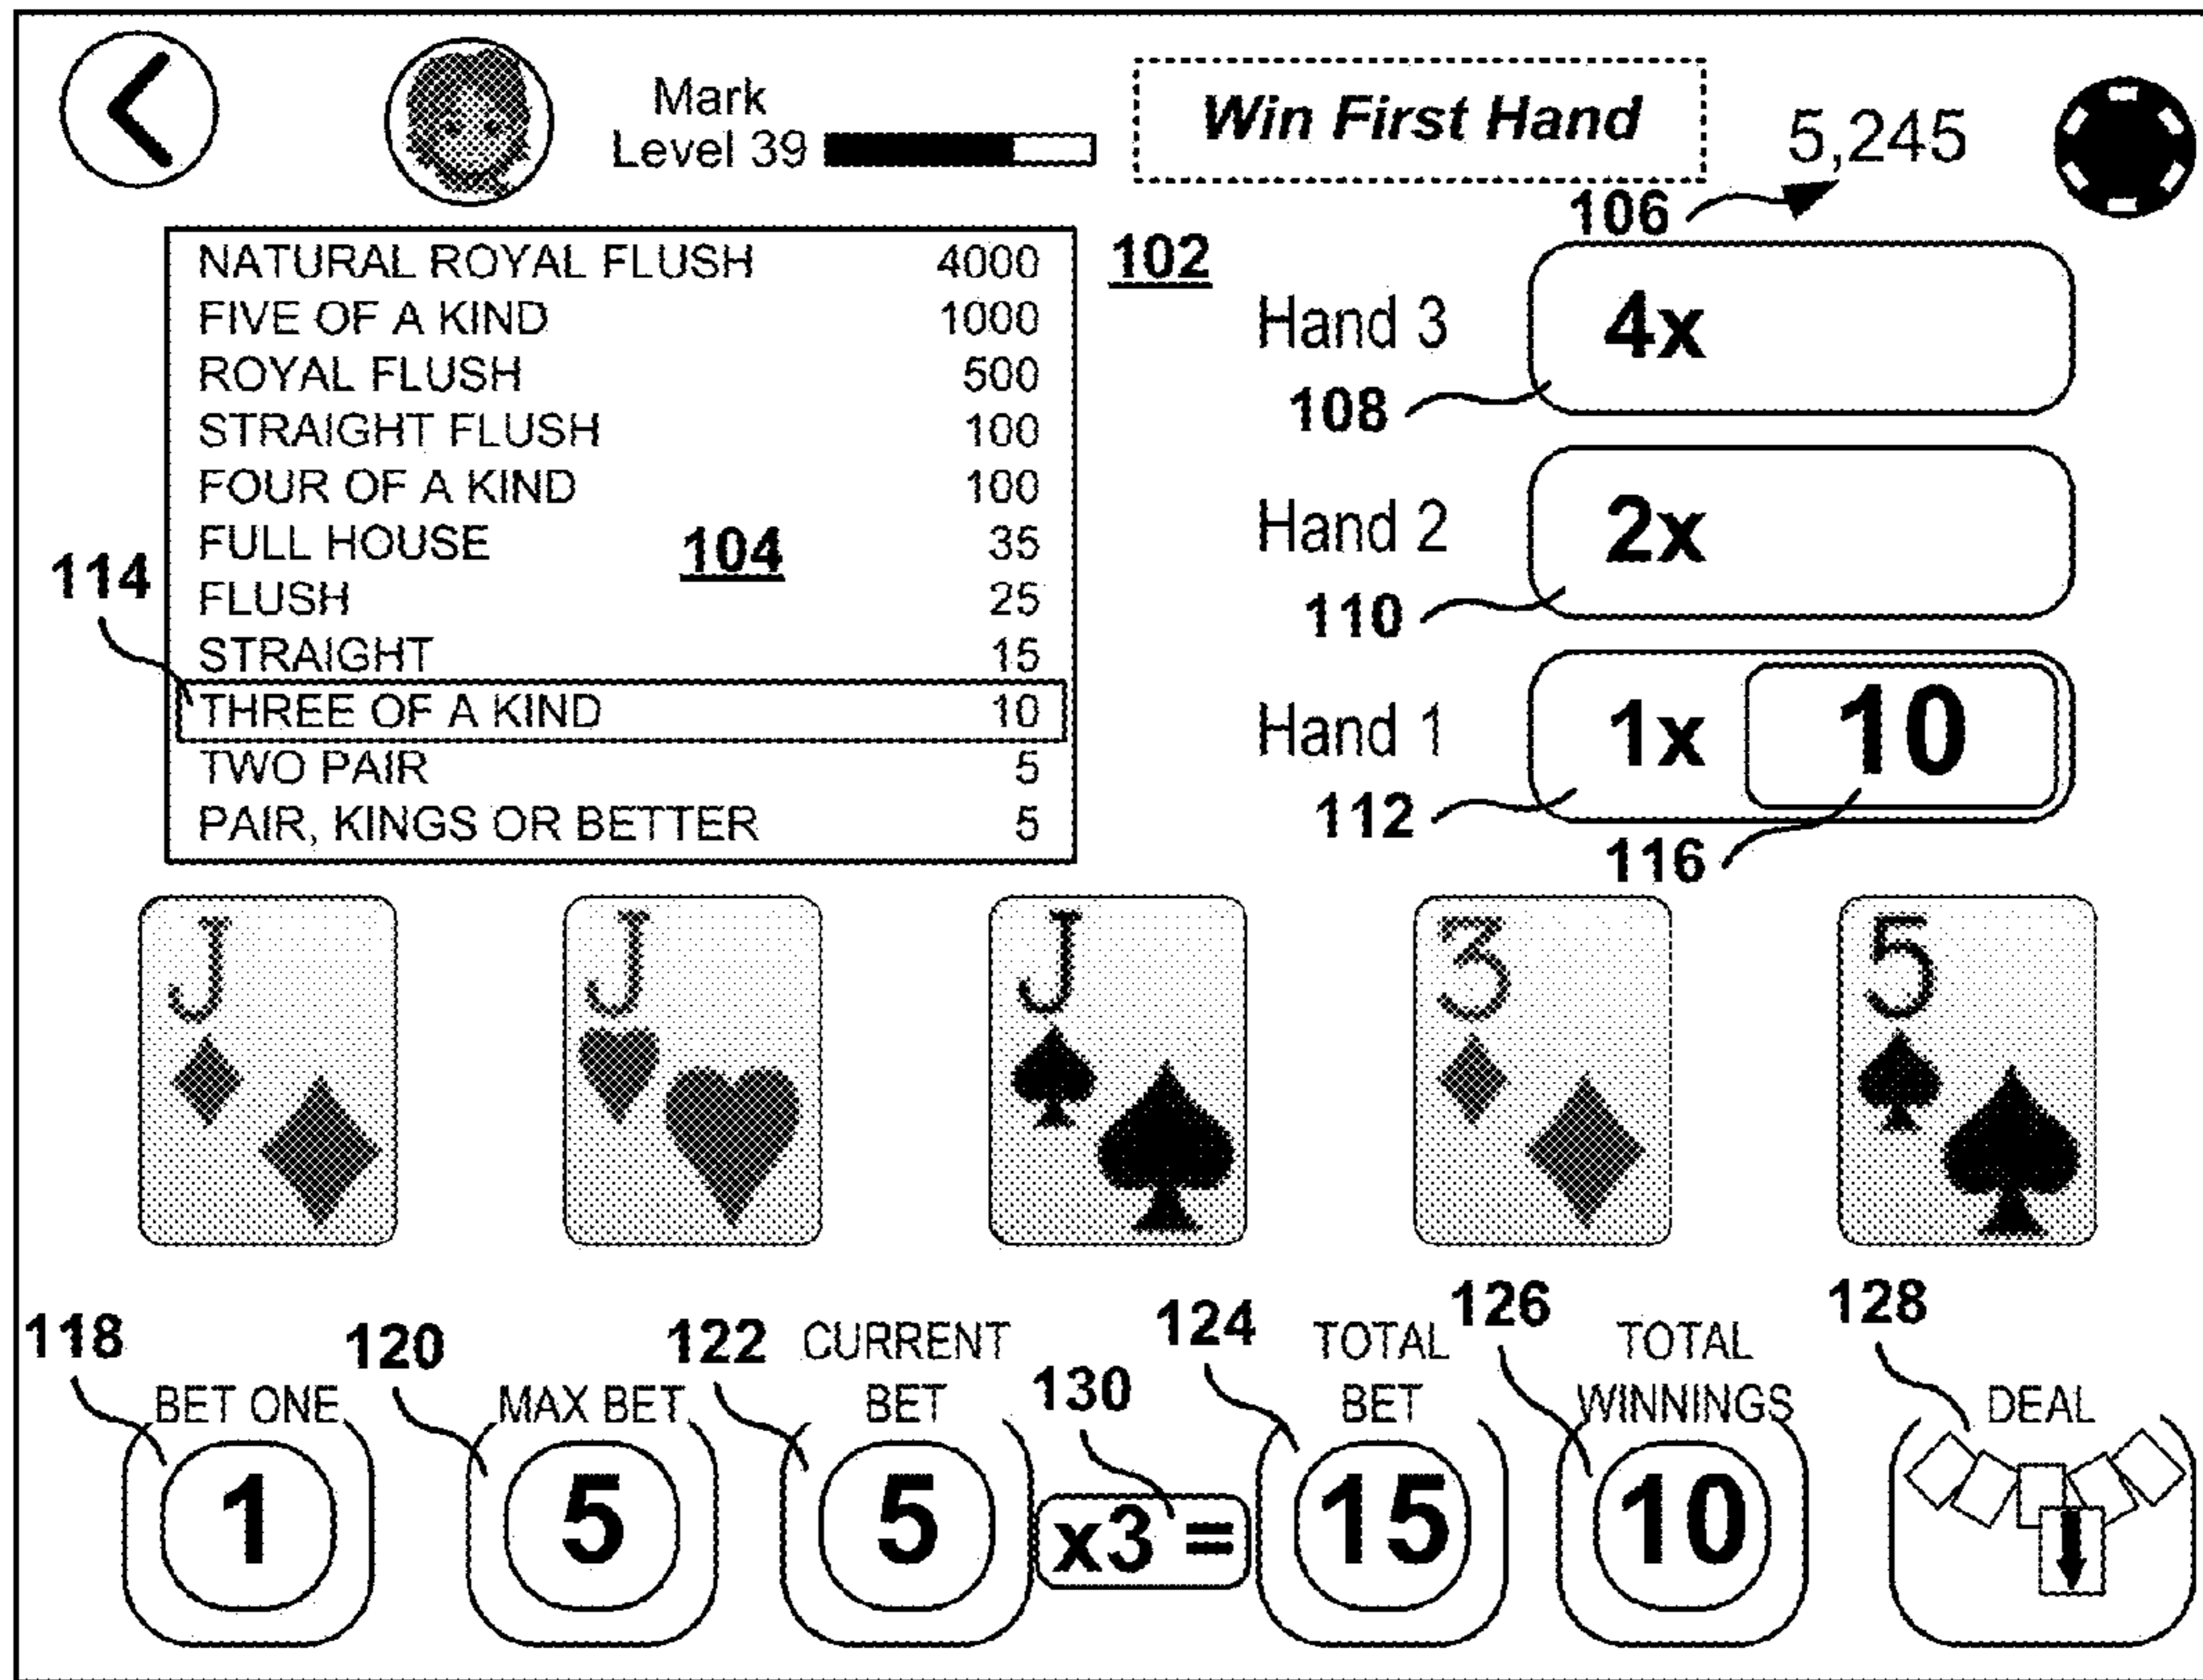 Mark
Level 39
Win First Hand
5,245
106
102
NATURAL ROYAL FLUSH 4000
FIVE OF A KIND 1000
ROYAL FLUSH 500
STRAIGHT FLUSH 100
FOUR OF A KIND 100
FULL HOUSE 35
FLUSH 25
STRAIGHT 15
THREE OF A KIND 10
TWO PAIR 5
PAIR, KINGS OR BETTER 5
104
114
Hand 3 4x
108
Hand 2 2x
110
Hand 1 1x 10
112
116
J J J 3 5
118 120 122 130 124 126 128
BET ONE
1
MAX BET
5
CURRENT
BET
5
x3 =
TOTAL
BET
15
TOTAL
WINNINGS
10
DEAL